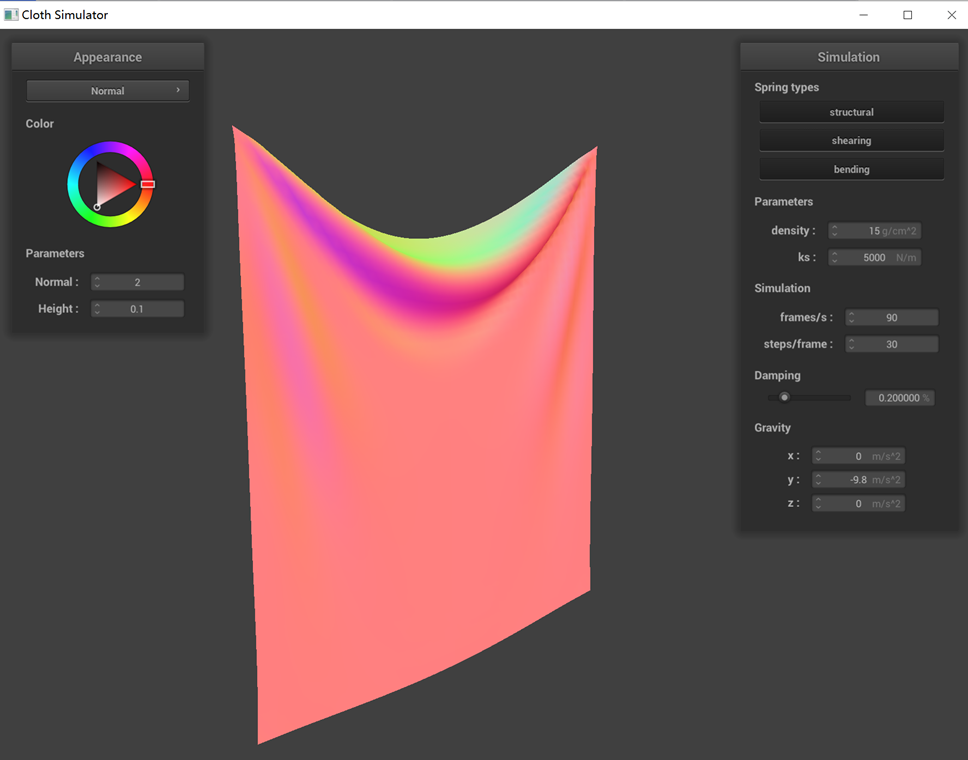 Cloth Simulator
Appearance
Normal
Color
Parameters
Normal : 2
Height : 0.1
Simulation
Spring types
structural
shearing
bending
Parameters
density : 15 g/cm^2
ks : 5000 N/m
Simulation
frames/s : 90
steps/frame : 30
Damping
0.200000 %
Gravity
x : 0 m/s^2
y : -9.8 m/s^2
z : 0 m/s^2